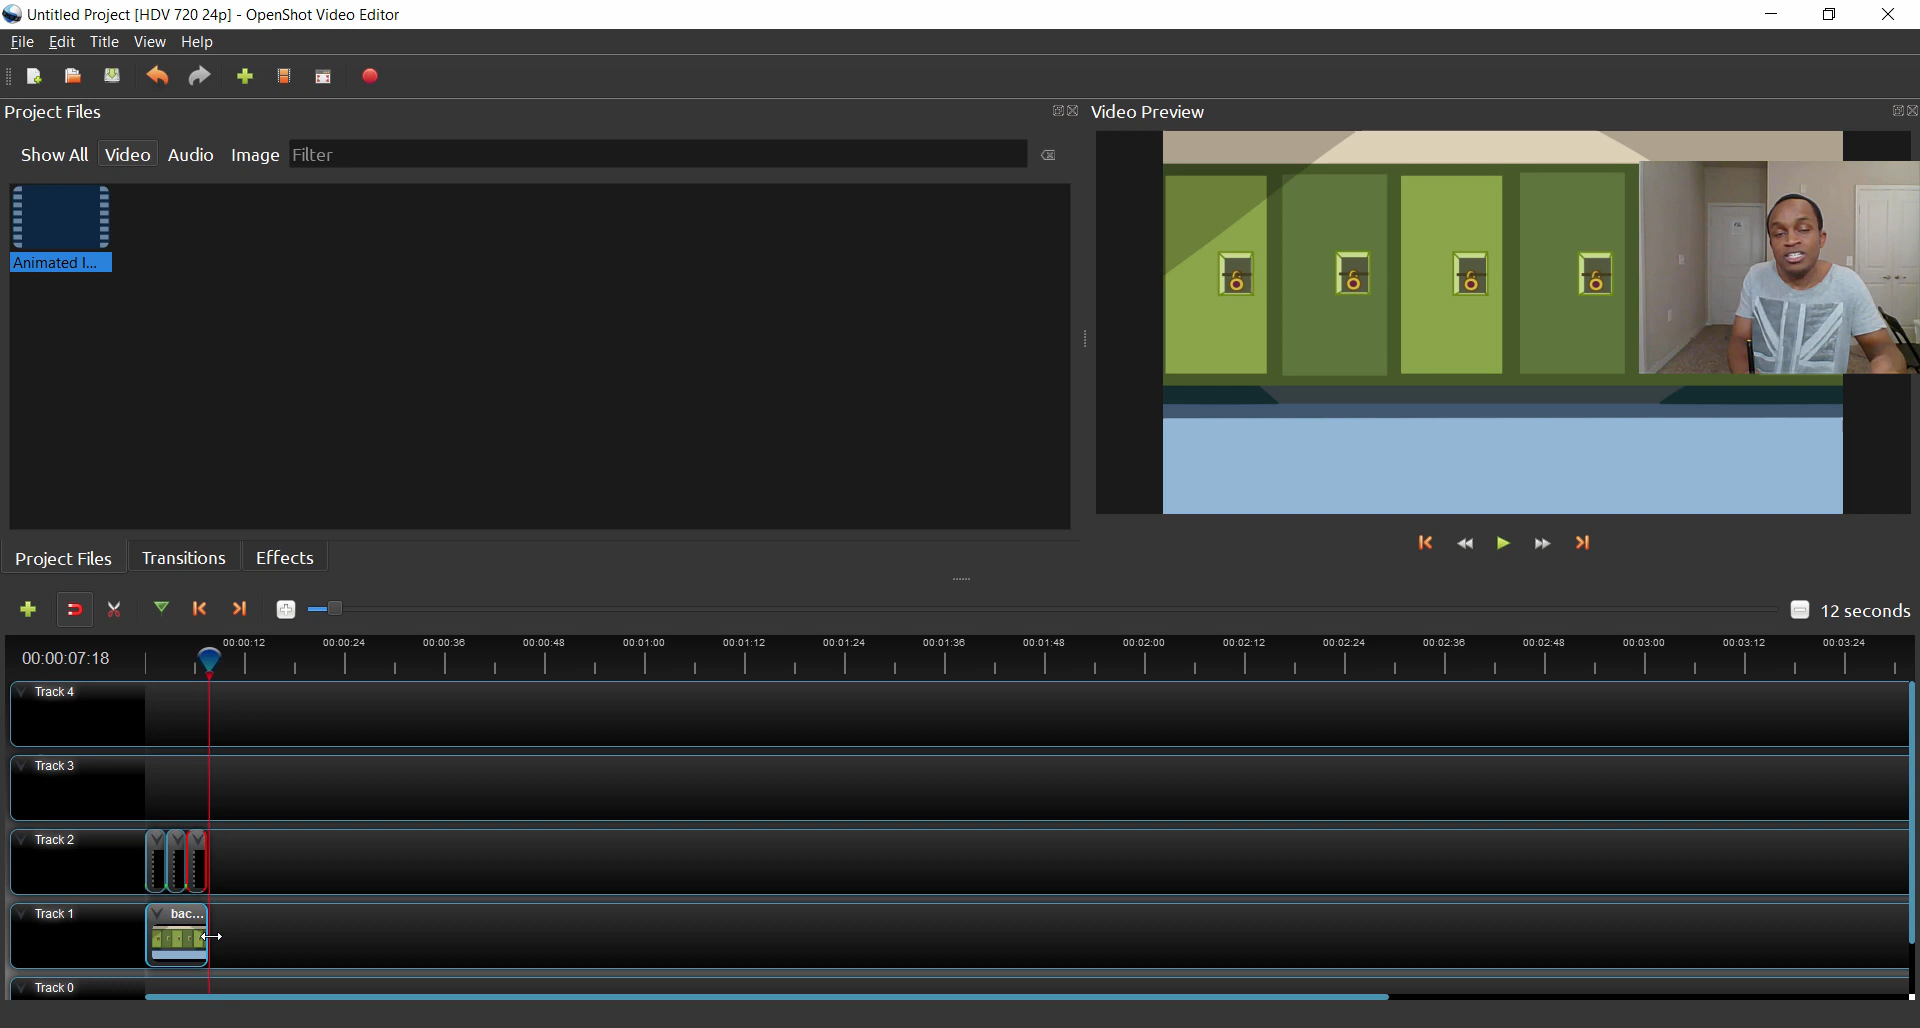 Untitled Project [HDV 720 24p] - OpenShot Video Editor
File Edit Title View Help
Project Files
Video Preview
Show All Video Audio Image Filter
Animated I...
Project Files Transitions Effects
12 seconds
00:00:07:18
00:00:12 00:00:24 00:00:36 00:00:48 00:01:00 00:01:12 00:01:24 00:01:36 00:01:48 00:02:00 00:02:12 00:02:24 00:02:36 00:02:48 00:03:00 00:03:12 00:03:24
Track 4
Track 3
Track 2
Track 1
bac...
Track 0